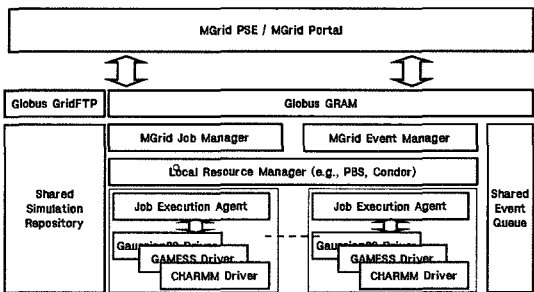 MGrid PSE / MGrid Portal
Globus GridFTP
Globus GRAM
MGrid Job Manager
MGrid Event Manager
Local Resource Manager (e.g., PBS, Condor)
Shared
Simulation
Repository
Shared
Event
Queue
Job Execution Agent
Job Execution Agent
Driver
GAMESS Driver
CHARMM Driver
Driver
GAMESS Driver
CHARMM Driver